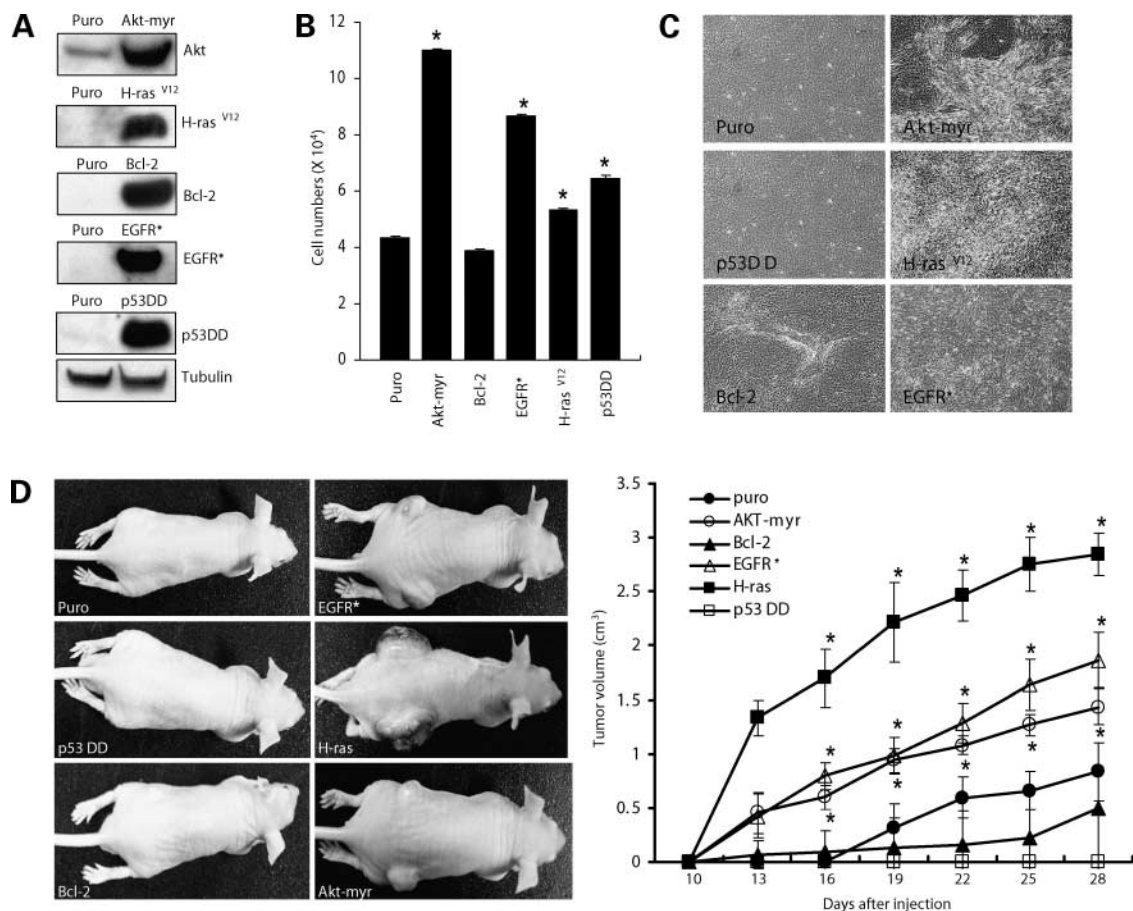 A
Puro Akt-myr
Akt
Puro H-ras V12
H-ras V12
Puro Bcl-2
Bcl-2
Puro EGFR*
EGFR*
Puro p53DD
p53DD
Tubulin
B
Cell numbers (X 10⁴)
12
10
8
6
4
2
0
*
*
*
*
Puro
Akt-myr
Bcl-2
EGFR*
H-ras V12
p53DD
C
Puro
Akt-myr
p53D D
H-ras V12
Bcl-2
EGFR*
D
Puro
EGFR*
p53 DD
H-ras
Bcl-2
Akt-myr
Tumor volume (cm³)
3.5
3
2.5
2
1.5
1
0.5
0
puro
AKT-myr
Bcl-2
EGFR*
H-ras
p53 DD
* * * * *
* * *
* * * * *
*
10 13 16 19 22 25 28
Days after injection